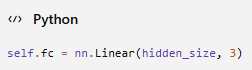 </> Python
self.fc = nn.Linear(hidden_size, 3)